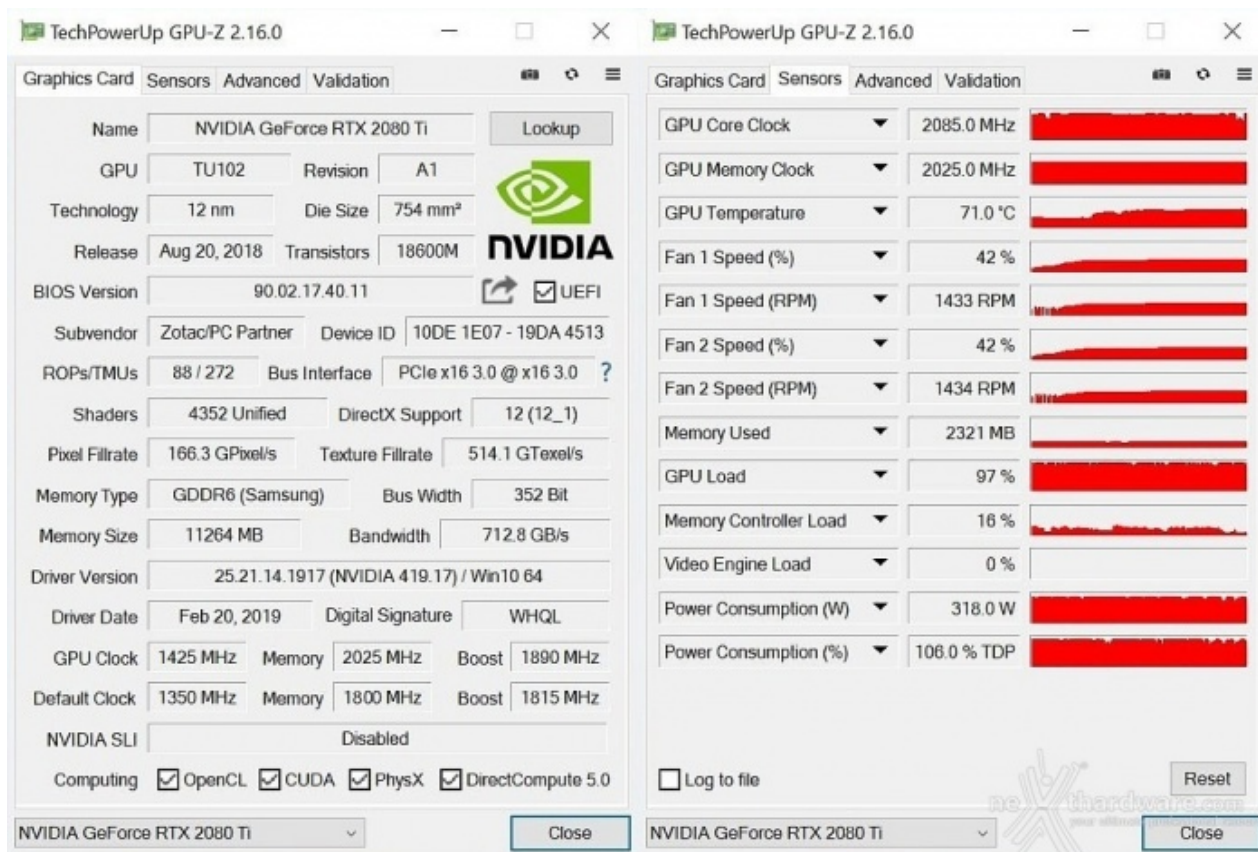 TechPowerUp GPU-Z 2.16.0
Graphics Card Sensors Advanced Validation
Name NVIDIA GeForce RTX 2080 Ti Lookup
GPU TU102 Revision A1
Technology 12 nm Die Size 754 mm²
Release Aug 20, 2018 Transistors 18600M
NVIDIA
BIOS Version 90.02.17.40.11 UEFI
Subvendor Zotac/PC Partner Device ID 10DE 1E07 - 19DA 4513
ROPs/TMUs 88 / 272 Bus Interface PCIe x16 3.0 @ x16 3.0 ?
Shaders 4352 Unified DirectX Support 12 (12_1)
Pixel Fillrate 166.3 GPixel/s Texture Fillrate 514.1 GTexel/s
Memory Type GDDR6 (Samsung) Bus Width 352 Bit
Memory Size 11264 MB Bandwidth 712.8 GB/s
Driver Version 25.21.14.1917 (NVIDIA 419.17) / Win10 64
Driver Date Feb 20, 2019 Digital Signature WHQL
GPU Clock 1425 MHz Memory 2025 MHz Boost 1890 MHz
Default Clock 1350 MHz Memory 1800 MHz Boost 1815 MHz
NVIDIA SLI Disabled
Computing OpenCL CUDA PhysX DirectCompute 5.0
NVIDIA GeForce RTX 2080 Ti Close
TechPowerUp GPU-Z 2.16.0
Graphics Card Sensors Advanced Validation
GPU Core Clock 2085.0 MHz
GPU Memory Clock 2025.0 MHz
GPU Temperature 71.0 °C
Fan 1 Speed (%) 42 %
Fan 1 Speed (RPM) 1433 RPM
Fan 2 Speed (%) 42 %
Fan 2 Speed (RPM) 1434 RPM
Memory Used 2321 MB
GPU Load 97 %
Memory Controller Load 16 %
Video Engine Load 0 %
Power Consumption (W) 318.0 W
Power Consumption (%) 106.0 % TDP
Log to file Reset
nexthardware.com
NVIDIA GeForce RTX 2080 Ti Close